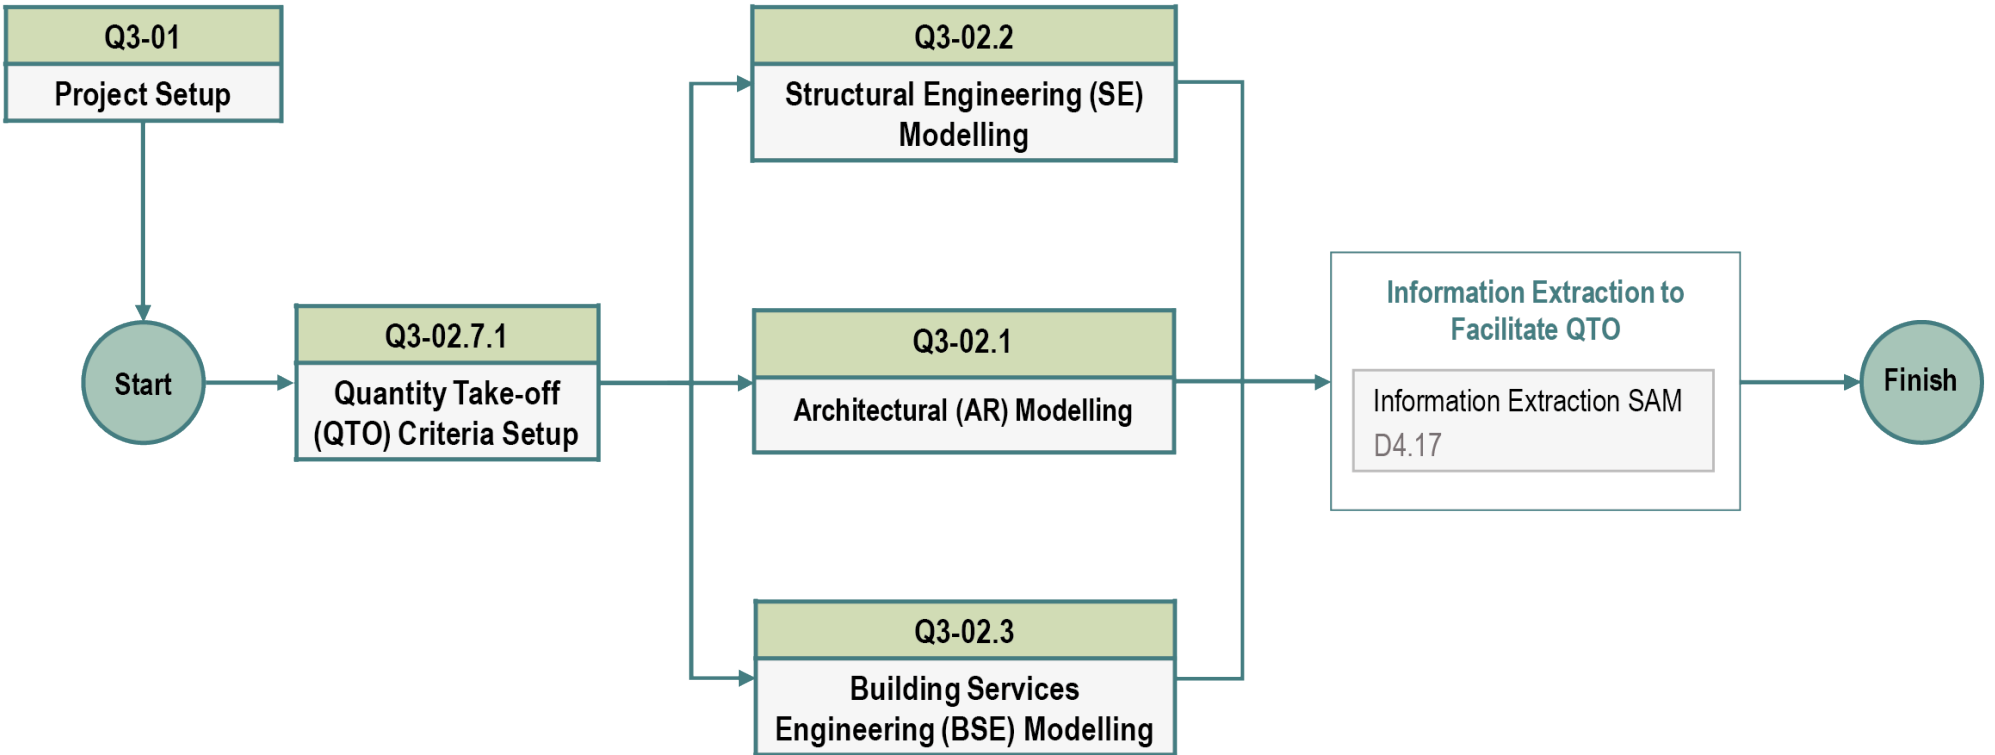 Q3-01
Project Setup
Start
Q3-02.7.1
Quantity Take-off
(QTO) Criteria Setup
Q3-02.2
Structural Engineering (SE)
Modelling
Q3-02.1
Architectural (AR) Modelling
Q3-02.3
Building Services
Engineering (BSE) Modelling
Information Extraction to
Facilitate QTO
Information Extraction SAM
D4.17
Finish